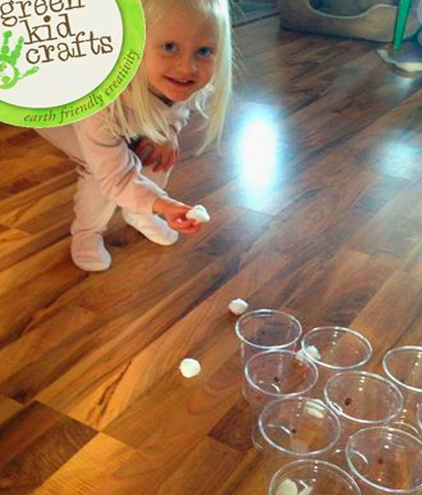 green
kid
crafts
earth friendly creativity